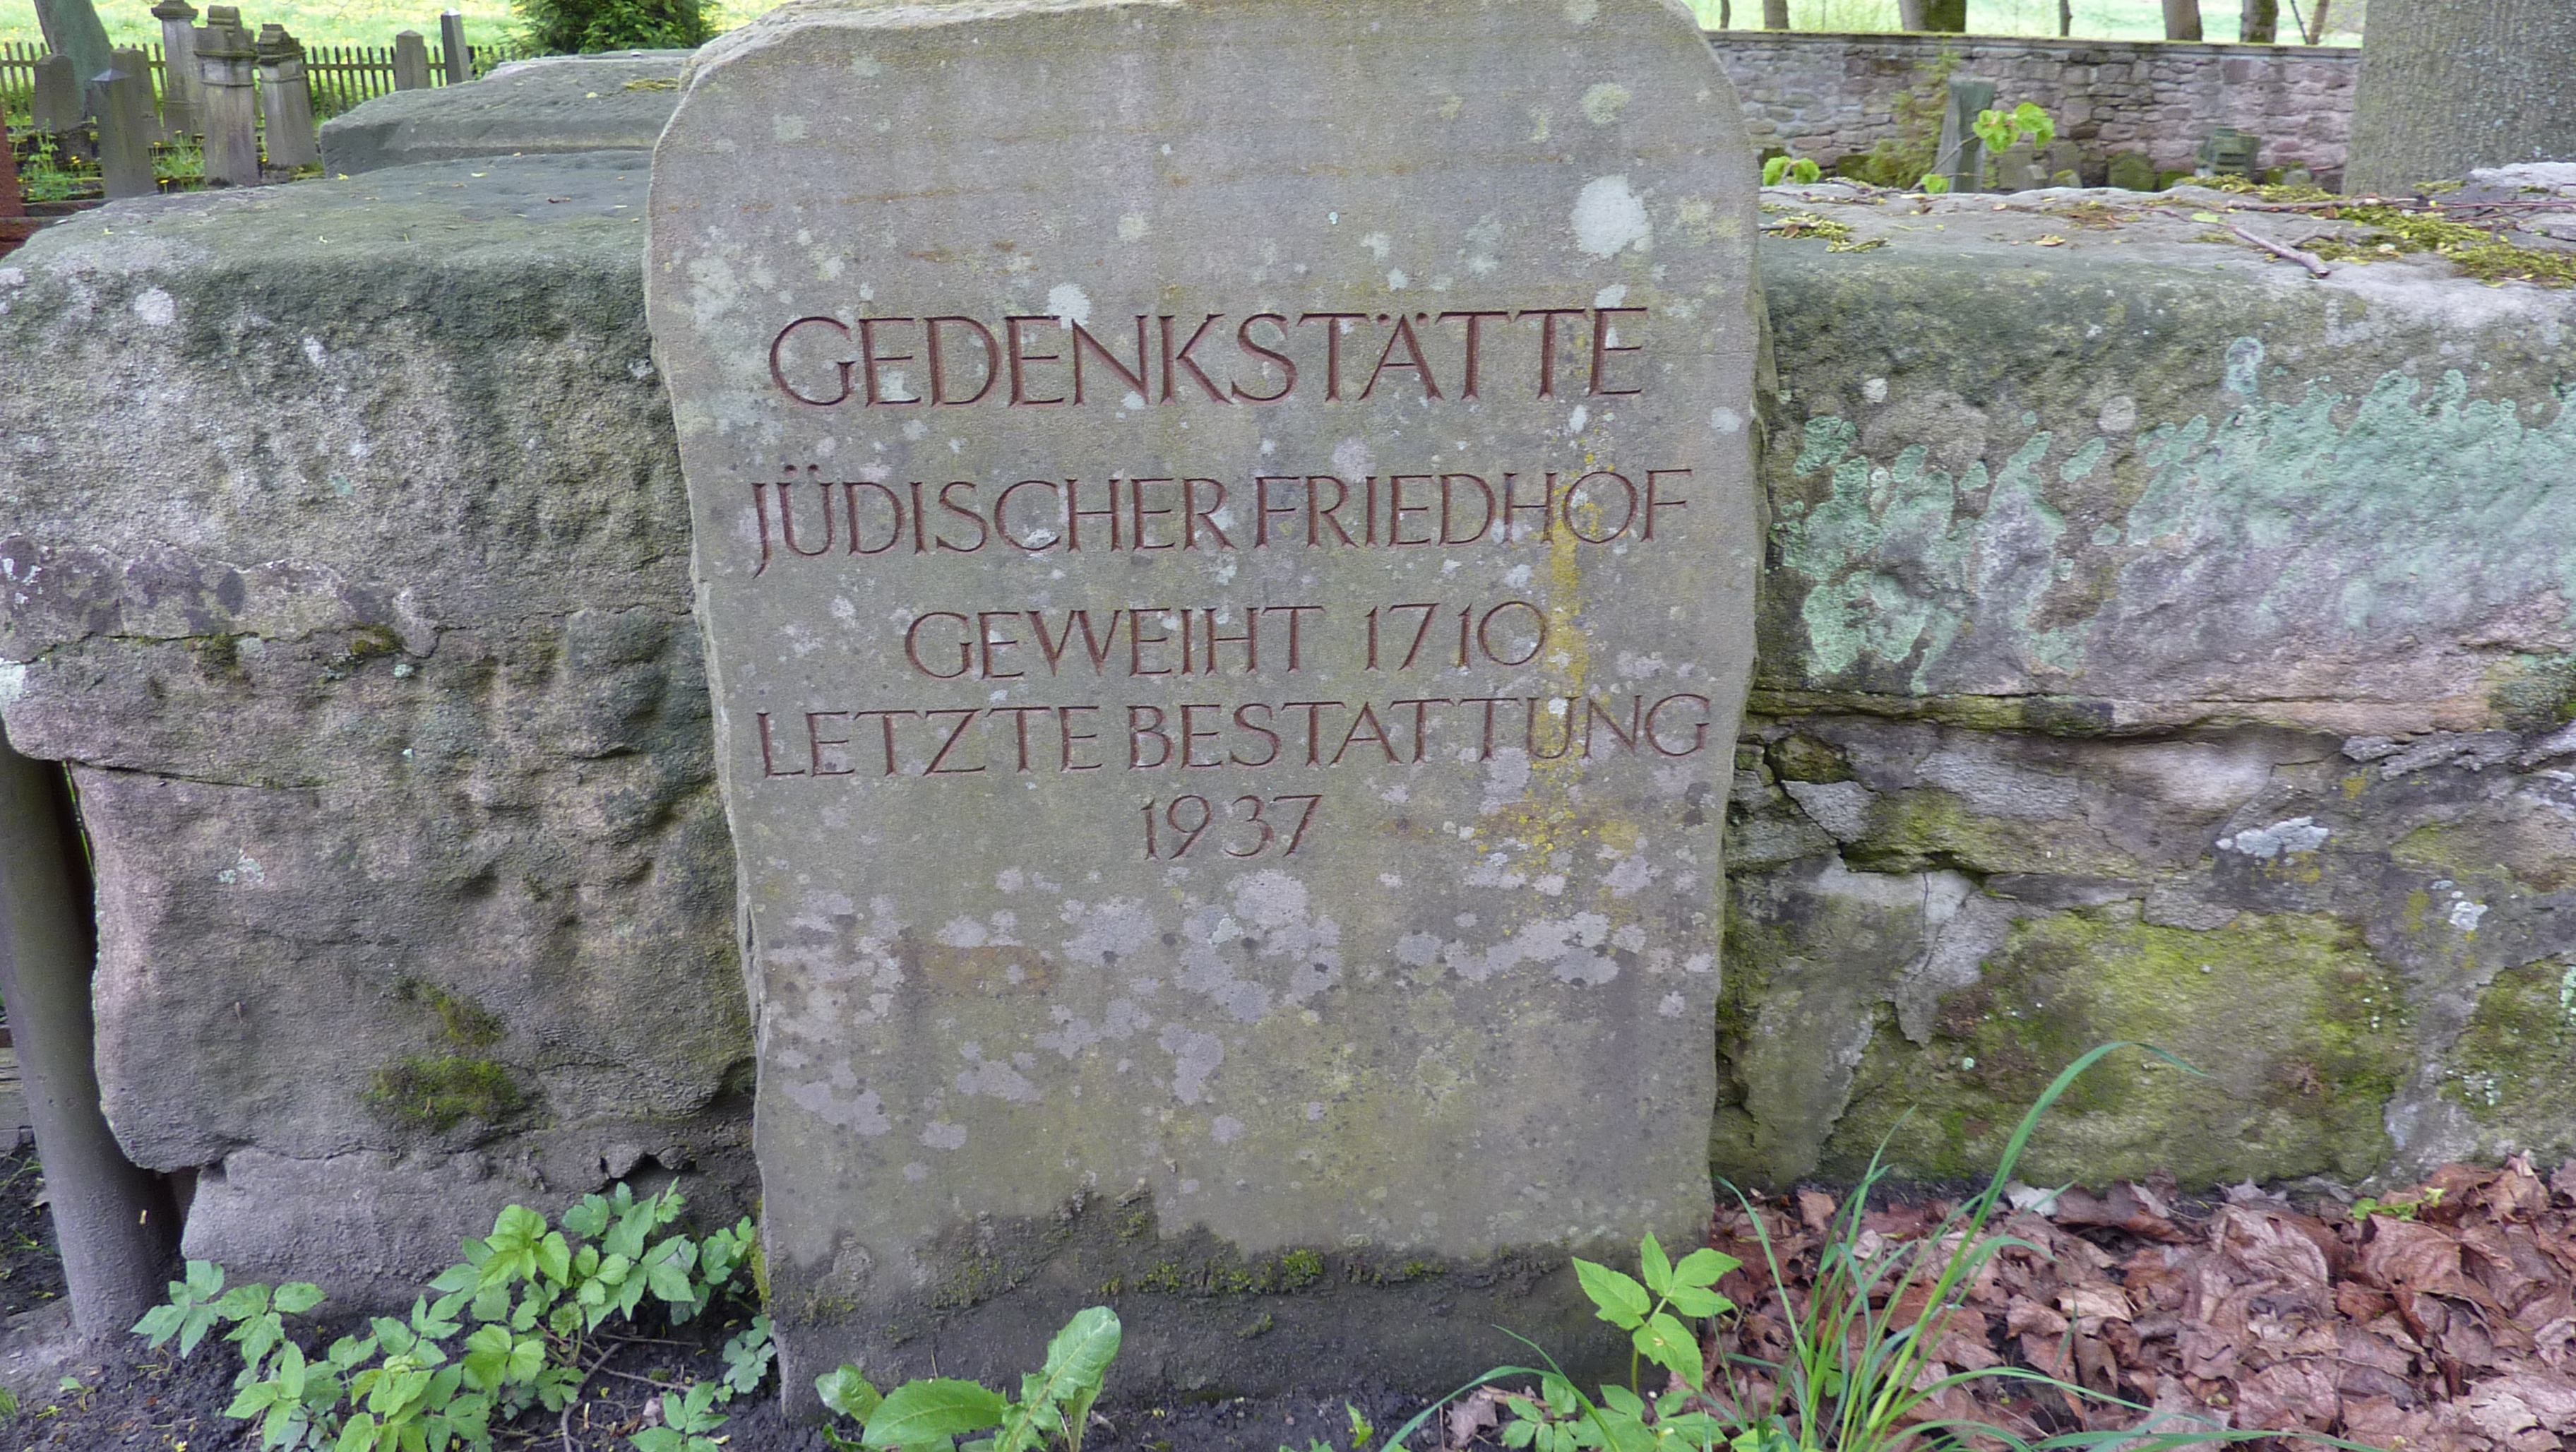 GEDENKSTÄTTE
JÜDISCHER FRIEDHOF
GEWEIHT 1710
LETZTE BESTATTUNG
1937